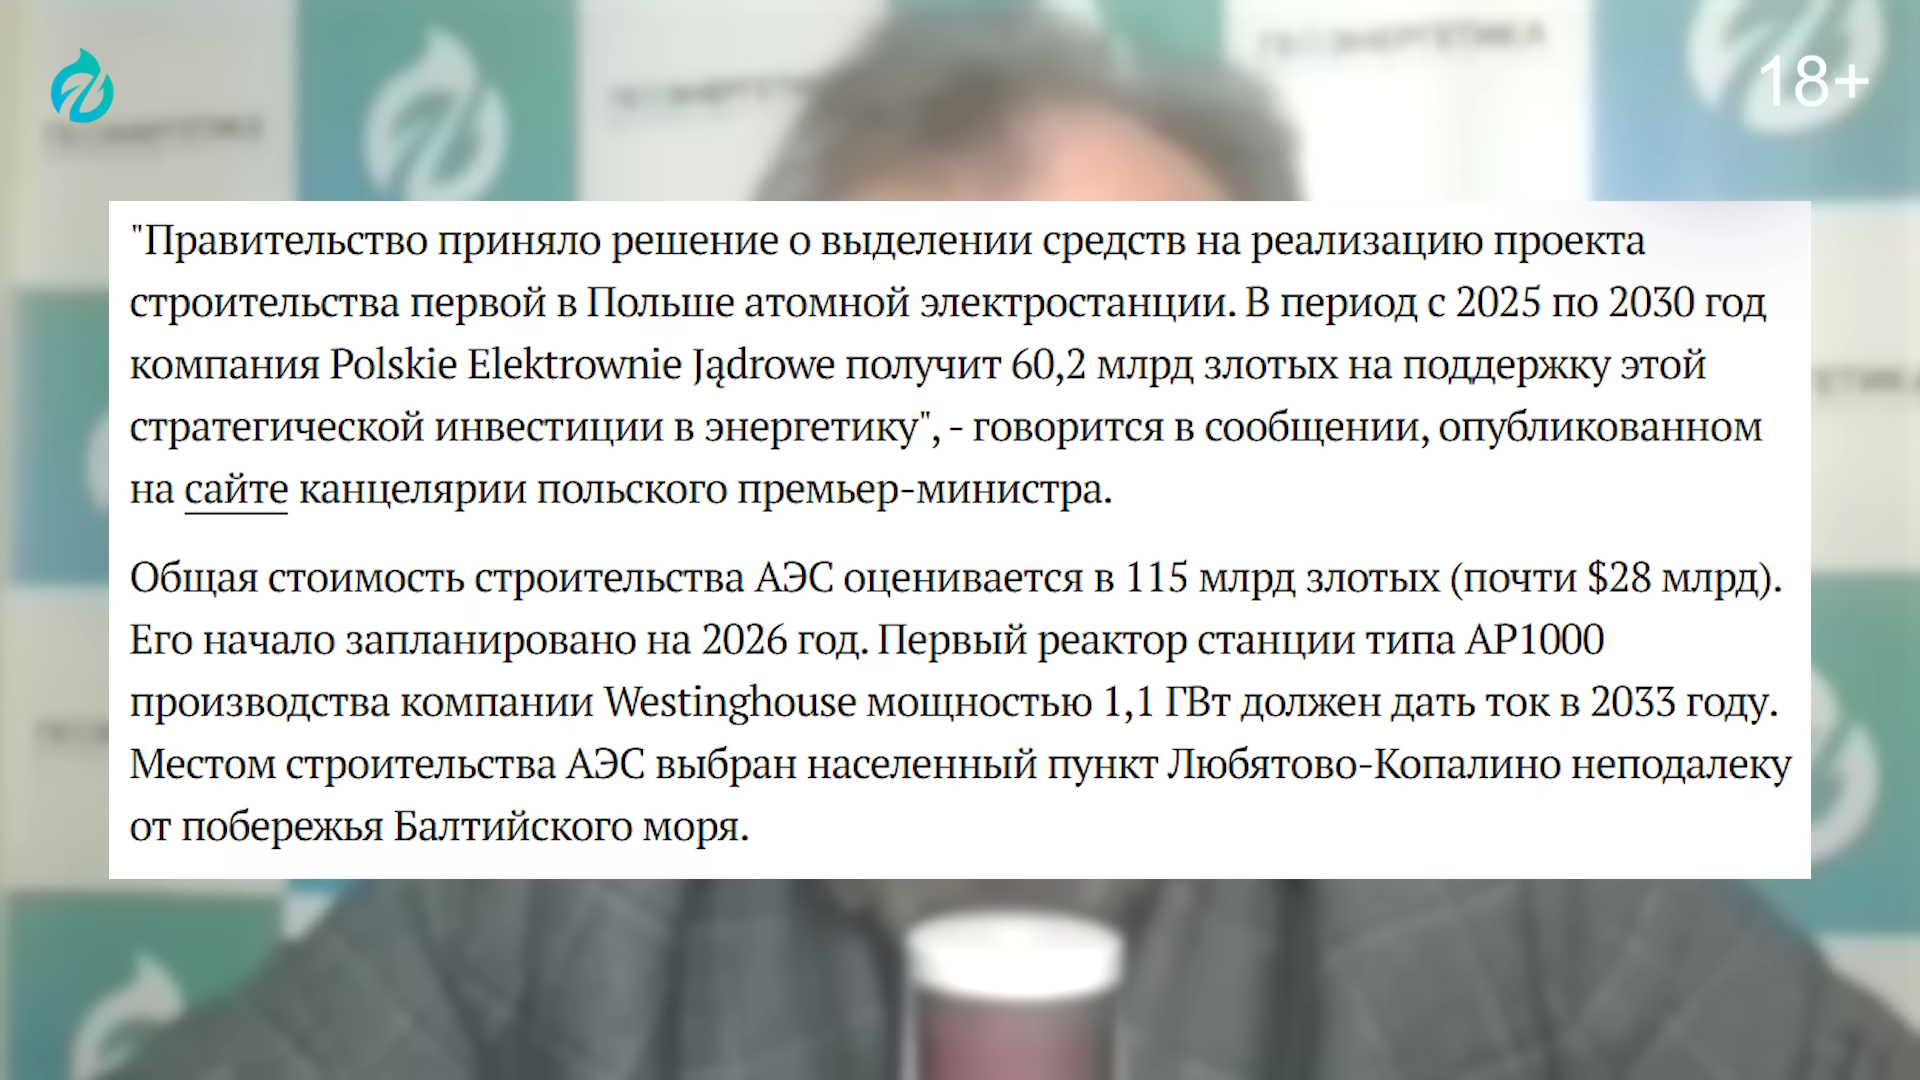 18+
ГЕОЭНЕРГЕТИКА
"Правительство приняло решение о выделении средств на реализацию проекта
строительства первой в Польше атомной электростанции. В период с 2025 по 2030 год
компания Polskie Elektrownie Jądrowe получит 60,2 млрд злотых на поддержку этой
стратегической инвестиции в энергетику", - говорится в сообщении, опубликованном
на сайте канцелярии польского премьер-министра.
Общая стоимость строительства АЭС оценивается в 115 млрд злотых (почти $28 млрд).
Его начало запланировано на 2026 год. Первый реактор станции типа AP1000
производства компании Westinghouse мощностью 1,1 ГВт должен дать ток в 2033 году.
Местом строительства АЭС выбран населенный пункт Любятово-Копалино неподалеку
от побережья Балтийского моря.